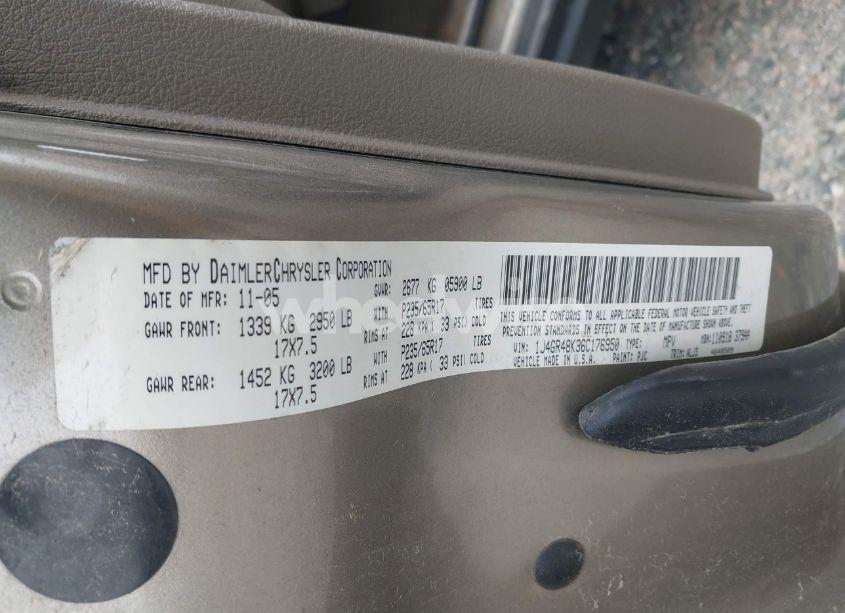 MFD BY DAIMLERCHRYSLER CORPORATION
DATE OF MFR: 11-05
GVWR: 2677 KG 05900 LB
GAWR FRONT: 1339 KG 2950 LB
WITH P235/65R17 TIRES
17X7.5
RIMS AT 228 KPA ( 33 PSI) COLD
GAWR REAR: 1452 KG 3200 LB
WITH P235/65R17 TIRES
17X7.5
RIMS AT 228 KPA ( 33 PSI) COLD
THIS VEHICLE CONFORMS TO ALL APPLICABLE FEDERAL MOTOR VEHICLE SAFETY AND THEFT
PREVENTION STANDARDS IN EFFECT ON THE DATE OF MANUFACTURE SHOWN ABOVE.
VEHICLE MADE IN U.S.A. PAINT: PJC
VIN: 1J4GR48K36C176950 TYPE: MPV
TRIM: ALJ3